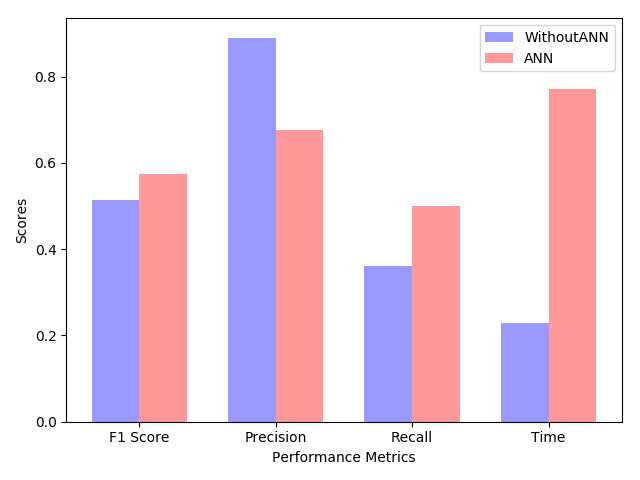 WithoutANN
ANN
Scores
0.8
0.6
0.4
0.2
0.0
F1 Score
Precision
Recall
Time
Performance Metrics